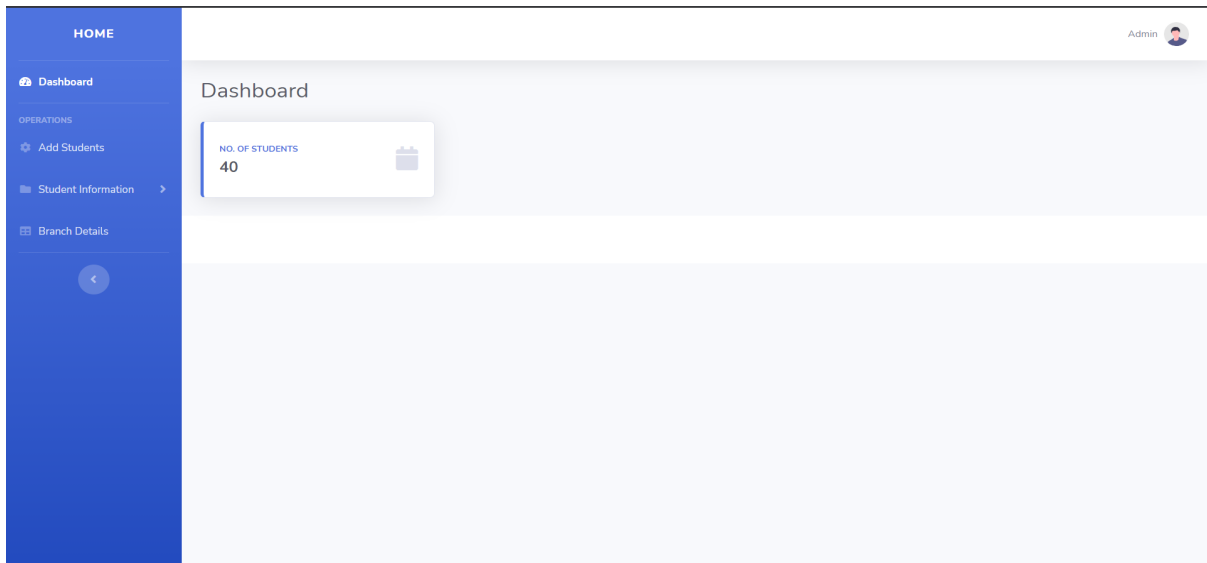 HOME
Admin
Dashboard
Dashboard
OPERATIONS
Add Students
Student Information
Branch Details
NO. OF STUDENTS
40